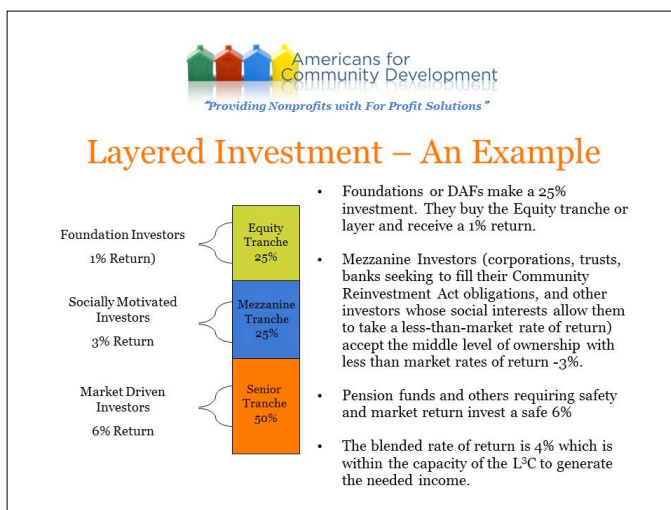 Americans for
Community Development
"Providing Nonprofits with For Profit Solutions"
Layered Investment – An Example
Foundation Investors
1% Return)
Equity
Tranche
25%
Socially Motivated
Investors
3% Return
Mezzanine
Tranche
25%
Market Driven
Investors
6% Return
Senior
Tranche
50%
• Foundations or DAFs make a 25%
investment. They buy the Equity tranche or
layer and receive a 1% return.
• Mezzanine Investors (corporations, trusts,
banks seeking to fill their Community
Reinvestment Act obligations, and other
investors whose social interests allow them
to take a less-than-market rate of return)
accept the middle level of ownership with
less than market rates of return -3%.
• Pension funds and others requiring safety
and market return invest a safe 6%
• The blended rate of return is 4% which is
within the capacity of the L³C to generate
the needed income.